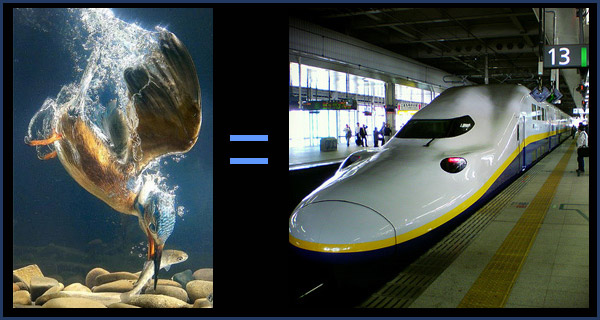 =
13